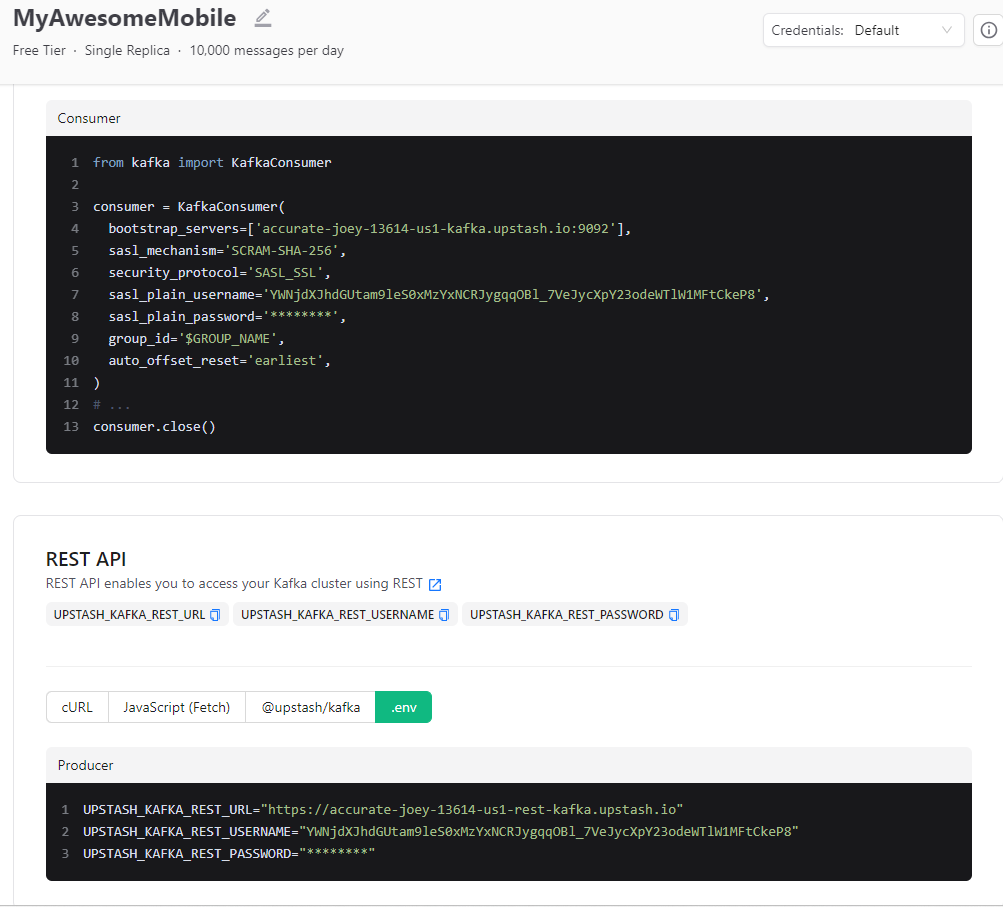 MyAwesomeMobile
Free Tier · Single Replica · 10,000 messages per day
Credentials: Default
Consumer
1 from kafka import KafkaConsumer
2
3 consumer = KafkaConsumer(
4 bootstrap_servers=['accurate-joey-13614-us1-kafka.upstash.io:9092'],
5 sasl_mechanism='SCRAM-SHA-256',
6 security_protocol='SASL_SSL',
7 sasl_plain_username='YWNjdXJhdGUtam9leS0xMzYxNCRJygqqOBl_7VeJycXpY23odeWTlW1MFtCkeP8',
8 sasl_plain_password='********',
9 group_id='$GROUP_NAME',
10 auto_offset_reset='earliest',
11 )
12 # ...
13 consumer.close()
REST API
REST API enables you to access your Kafka cluster using REST
UPSTASH_KAFKA_REST_URL UPSTASH_KAFKA_REST_USERNAME UPSTASH_KAFKA_REST_PASSWORD
cURL JavaScript (Fetch) @upstash/kafka .env
Producer
1 UPSTASH_KAFKA_REST_URL="https://accurate-joey-13614-us1-rest-kafka.upstash.io"
2 UPSTASH_KAFKA_REST_USERNAME="YWNjdXJhdGUtam9leS0xMzYxNCRJygqqOBl_7VeJycXpY23odeWTlW1MFtCkeP8"
3 UPSTASH_KAFKA_REST_PASSWORD="********"